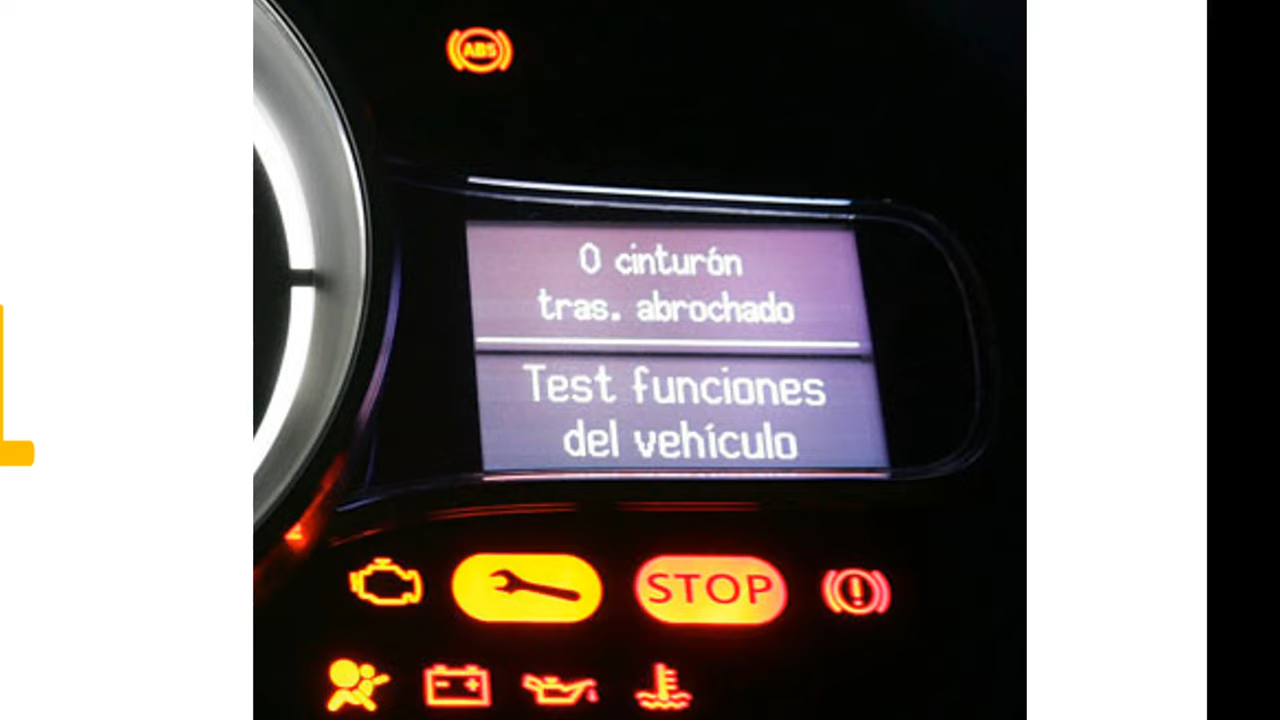 ABS
0 cinturón
tras. abrochado
Test funciones
del vehículo
STOP